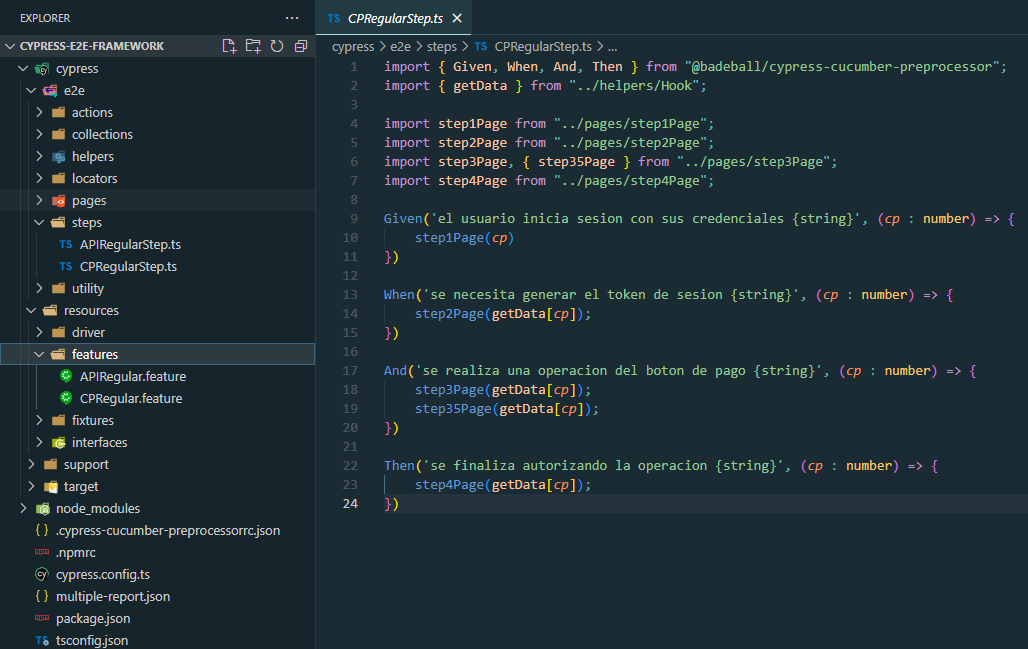 EXPLORER
CYPRESS-E2E-FRAMEWORK
cypress
e2e
actions
collections
helpers
locators
pages
steps
TS APIRegularStep.ts
TS CPRegularStep.ts
utility
resources
driver
features
APIRegular.feature
CPRegular.feature
fixtures
interfaces
support
target
node_modules
{ } .cypress-cucumber-preprocessorrc.json
.npmrc
cypress.config.ts
{ } multiple-report.json
package.json
TS tsconfig.json
TS CPRegularStep.ts
cypress > e2e > steps > TS CPRegularStep.ts > ...
1 import { Given, When, And, Then } from "@badeball/cypress-cucumber-preprocessor";
2 import { getData } from "../helpers/Hook";
3
4 import step1Page from "../pages/step1Page";
5 import step2Page from "../pages/step2Page";
6 import step3Page, { step35Page } from "../pages/step3Page";
7 import step4Page from "../pages/step4Page";
8
9 Given('el usuario inicia sesion con sus credenciales {string}', (cp : number) => {
10 step1Page(cp)
11 })
12
13 When('se necesita generar el token de sesion {string}', (cp : number) => {
14 step2Page(getData[cp]);
15 })
16
17 And('se realiza una operacion del boton de pago {string}', (cp : number) => {
18 step3Page(getData[cp]);
19 step35Page(getData[cp]);
20 })
21
22 Then('se finaliza autorizando la operacion {string}', (cp : number) => {
23 step4Page(getData[cp]);
24 })